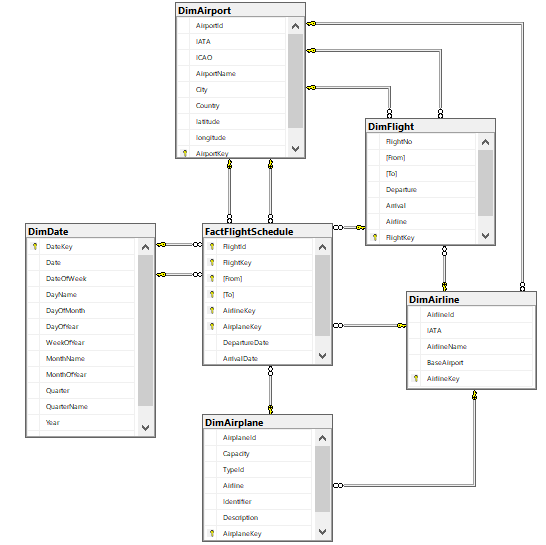 DimAirport
AirportId
IATA
ICAO
AirportName
City
Country
latitude
longitude
AirportKey
DimFlight
FlightNo
[From]
[To]
Departure
Arrival
Airline
FlightKey
DimDate
DateKey
Date
DateOfWeek
DayName
DayOfMonth
DayOfYear
WeekOfYear
MonthName
MonthOfYear
Quarter
QuarterName
Year
FactFlightSchedule
FlightId
FlightKey
[From]
[To]
AirlineKey
AirplaneKey
DepartureDate
ArrivalDate
DimAirline
AirlineId
IATA
AirlineName
BaseAirport
AirlineKey
DimAirplane
AirplaneId
Capacity
TypeId
Airline
Identifier
Description
AirplaneKey